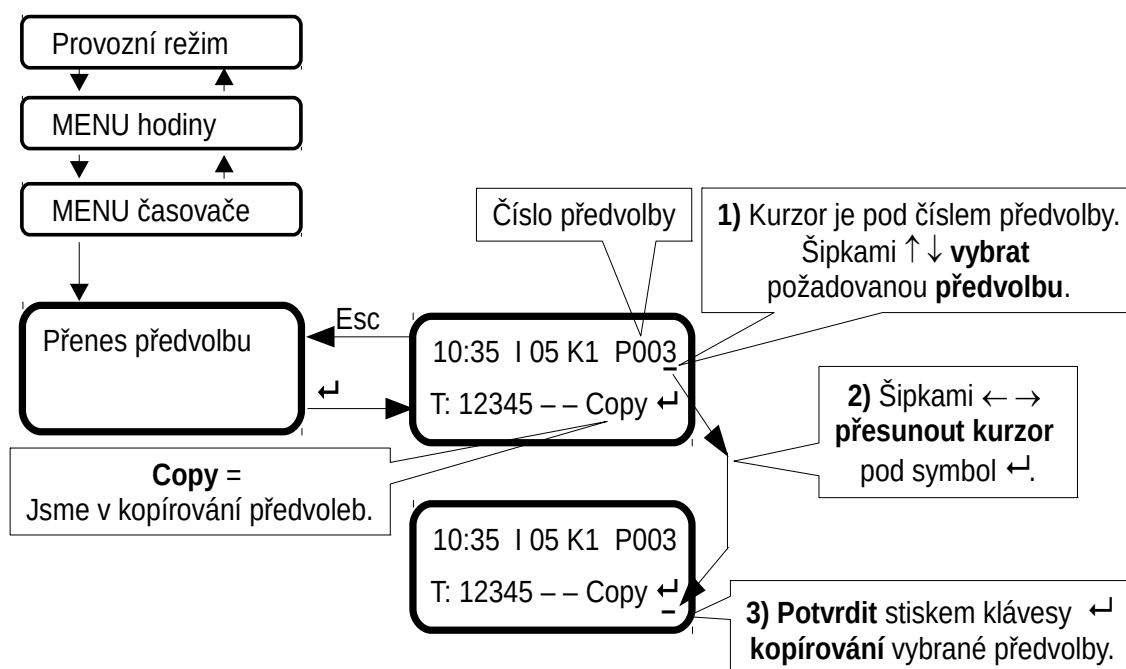 Provozní režim
MENU hodiny
MENU časovače
Číslo předvolby
1) Kurzor je pod číslem předvolby.
Šipkami ↑ ↓ vybrat
požadovanou předvolbu.
Přenes předvolbu
Esc
↵
10:35 I 05 K1 P003
T: 12345 – – Copy ↵
2) Šipkami ← →
přesunout kurzor
pod symbol ↵.
Copy =
Jsme v kopírování předvoleb.
10:35 I 05 K1 P003
T: 12345 – – Copy ↵
3) Potvrdit stiskem klávesy ↵
kopírování vybrané předvolby.